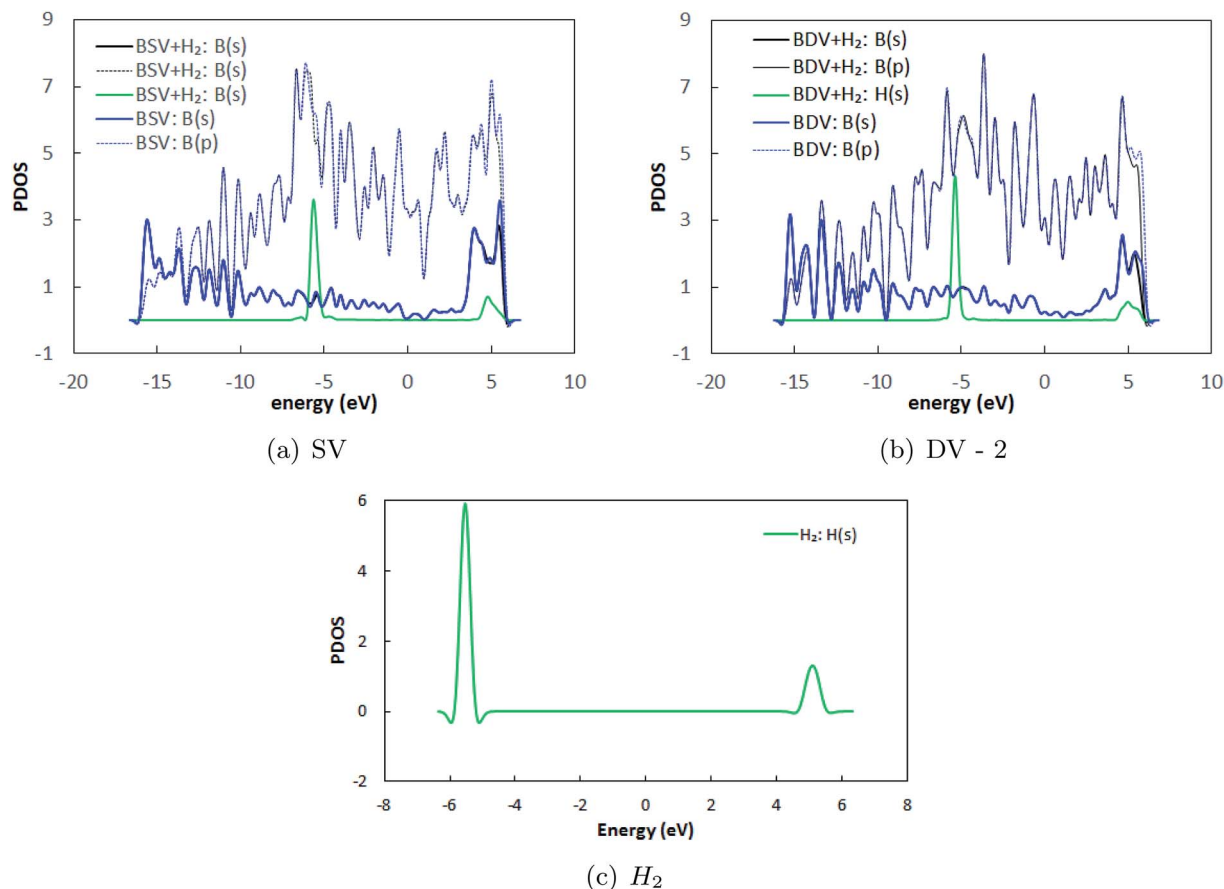 9
7
5
3
1
-1
PDOS
BSV+H₂: B(s)
BSV+H₂: B(s)
BSV+H₂: B(s)
BSV: B(s)
BSV: B(p)
-20 -15 -10 -5 0 5 10
energy (eV)
(a) SV
9
7
5
3
1
-1
PDOS
BDV+H₂: B(s)
BDV+H₂: B(p)
BDV+H₂: H(s)
BDV: B(s)
BDV: B(p)
-20 -15 -10 -5 0 5 10
energy (eV)
(b) DV - 2
6
4
2
0
-2
PDOS
H₂: H(s)
-8 -6 -4 -2 0 2 4 6 8
Energy (eV)
(c) H₂